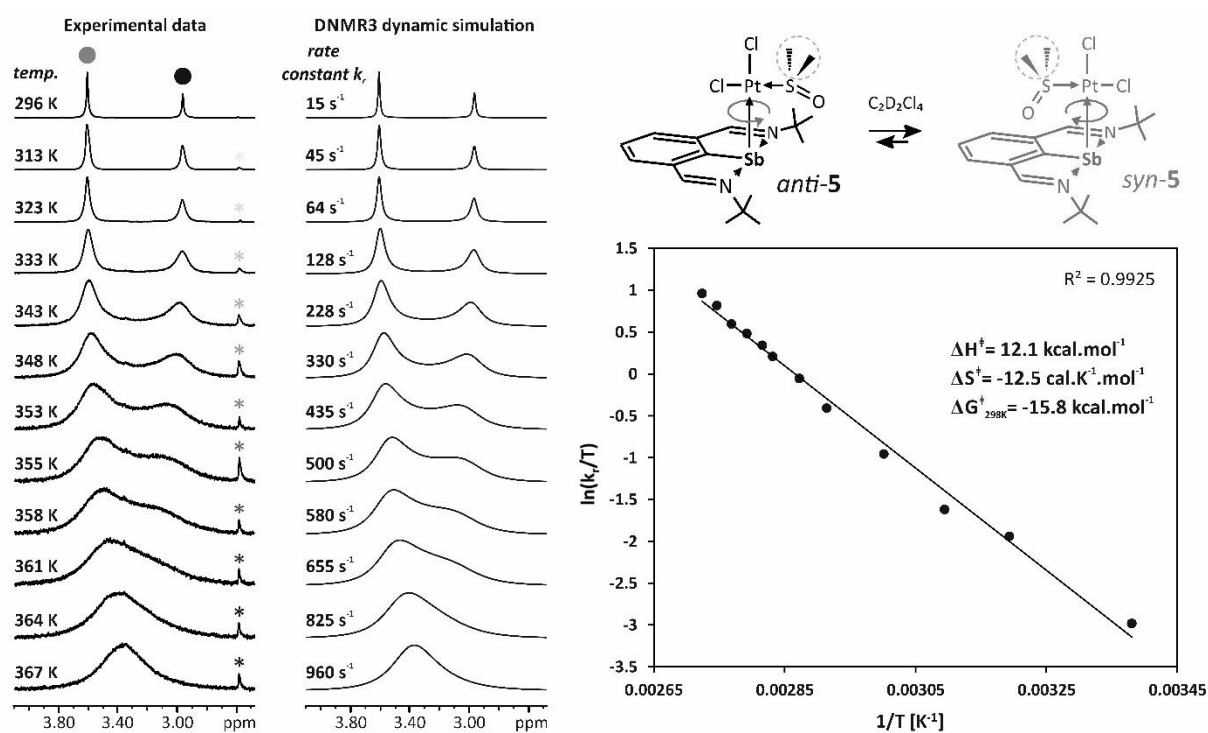 Experimental data
DNMR3 dynamic simulation
temp.
rate
constant kᵣ
296 K
15 s⁻¹
313 K
*
45 s⁻¹
323 K
*
64 s⁻¹
333 K
*
128 s⁻¹
343 K
*
228 s⁻¹
348 K
*
330 s⁻¹
353 K
*
435 s⁻¹
355 K
*
500 s⁻¹
358 K
*
580 s⁻¹
361 K
*
655 s⁻¹
364 K
*
825 s⁻¹
367 K
*
960 s⁻¹
3.80 3.40 3.00 ppm
3.80 3.40 3.00 ppm
Cl
Cl Pt S
O
N
Sb
N
anti-5
C₂D₂Cl₄
Cl
S Pt Cl
O
N
Sb
N
syn-5
R² = 0.9925
ΔH‡= 12.1 kcal.mol⁻¹
ΔS‡= -12.5 cal.K⁻¹.mol⁻¹
ΔG‡298K= -15.8 kcal.mol⁻¹
ln(kᵣ/T)
1.5
1
0.5
0
-0.5
-1
-1.5
-2
-2.5
-3
-3.5
0.00265 0.00285 0.00305 0.00325 0.00345
1/T [K⁻¹]